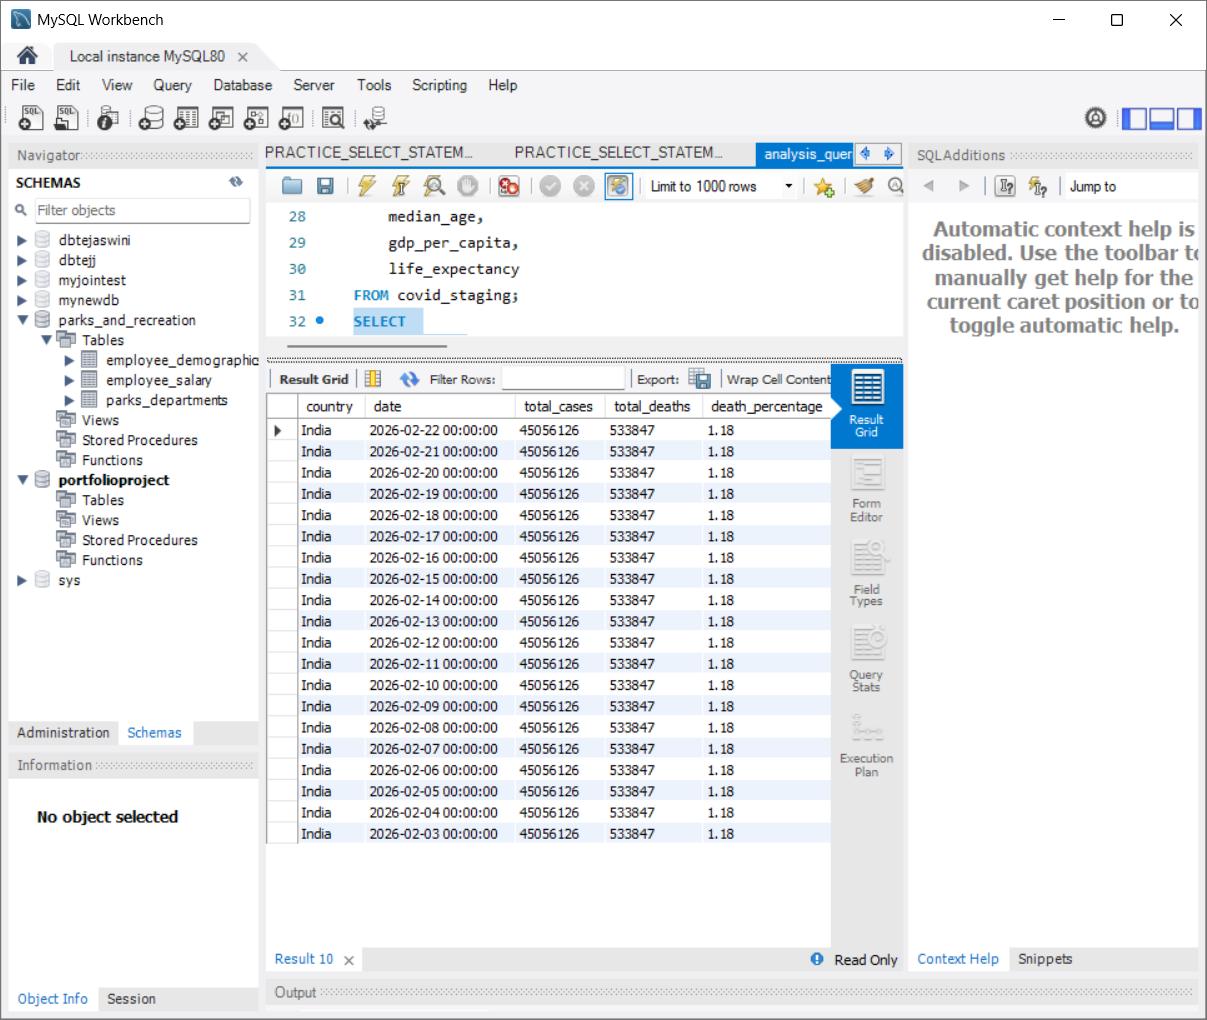 MySQL Workbench
Local instance MySQL80
File Edit View Query Database Server Tools Scripting Help
Navigator
SCHEMAS
Filter objects
dbtejaswini
dbtejj
myjointest
mynewdb
parks_and_recreation
Tables
employee_demographic
employee_salary
parks_departments
Views
Stored Procedures
Functions
portfolioproject
Tables
Views
Stored Procedures
Functions
sys
Administration Schemas
Information
No object selected
Object Info Session
PRACTICE_SELECT_STATEM... PRACTICE_SELECT_STATEM... analysis_quer
Limit to 1000 rows
28 median_age,
29 gdp_per_capita,
30 life_expectancy
31 FROM covid_staging;
32 SELECT
Result Grid Filter Rows: Export: Wrap Cell Content
country date total_cases total_deaths death_percentage
India 2026-02-22 00:00:00 45056126 533847 1.18
India 2026-02-21 00:00:00 45056126 533847 1.18
India 2026-02-20 00:00:00 45056126 533847 1.18
India 2026-02-19 00:00:00 45056126 533847 1.18
India 2026-02-18 00:00:00 45056126 533847 1.18
India 2026-02-17 00:00:00 45056126 533847 1.18
India 2026-02-16 00:00:00 45056126 533847 1.18
India 2026-02-15 00:00:00 45056126 533847 1.18
India 2026-02-14 00:00:00 45056126 533847 1.18
India 2026-02-13 00:00:00 45056126 533847 1.18
India 2026-02-12 00:00:00 45056126 533847 1.18
India 2026-02-11 00:00:00 45056126 533847 1.18
India 2026-02-10 00:00:00 45056126 533847 1.18
India 2026-02-09 00:00:00 45056126 533847 1.18
India 2026-02-08 00:00:00 45056126 533847 1.18
India 2026-02-07 00:00:00 45056126 533847 1.18
India 2026-02-06 00:00:00 45056126 533847 1.18
India 2026-02-05 00:00:00 45056126 533847 1.18
India 2026-02-04 00:00:00 45056126 533847 1.18
India 2026-02-03 00:00:00 45056126 533847 1.18
Result
Grid
Form
Editor
Field
Types
Query
Stats
Execution
Plan
Result 10
Read Only
Output
SQLAdditions
Jump to
Automatic context help is
disabled. Use the toolbar to
manually get help for the
current caret position or to
toggle automatic help.
Context Help Snippets